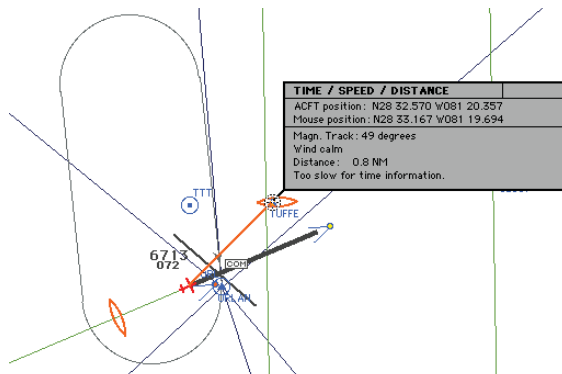 TIME / SPEED / DISTANCE
ACFT position: N28 32.570 W081 20.357
Mouse position: N28 33.167 W081 19.694
Magn. Track: 49 degrees
Wind calm
Distance: 0.8 NM
Too slow for time information.
TTT
TUFFE
6713
072
COM